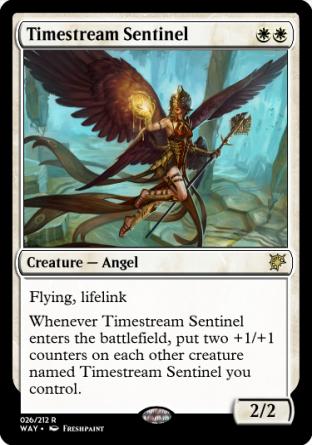 Timestream Sentinel
Creature — Angel
Flying, lifelink
Whenever Timestream Sentinel
enters the battlefield, put two +1/+1
counters on each other creature
named Timestream Sentinel you
control.
2/2
026/212 R
WAY • FRESHPAINT